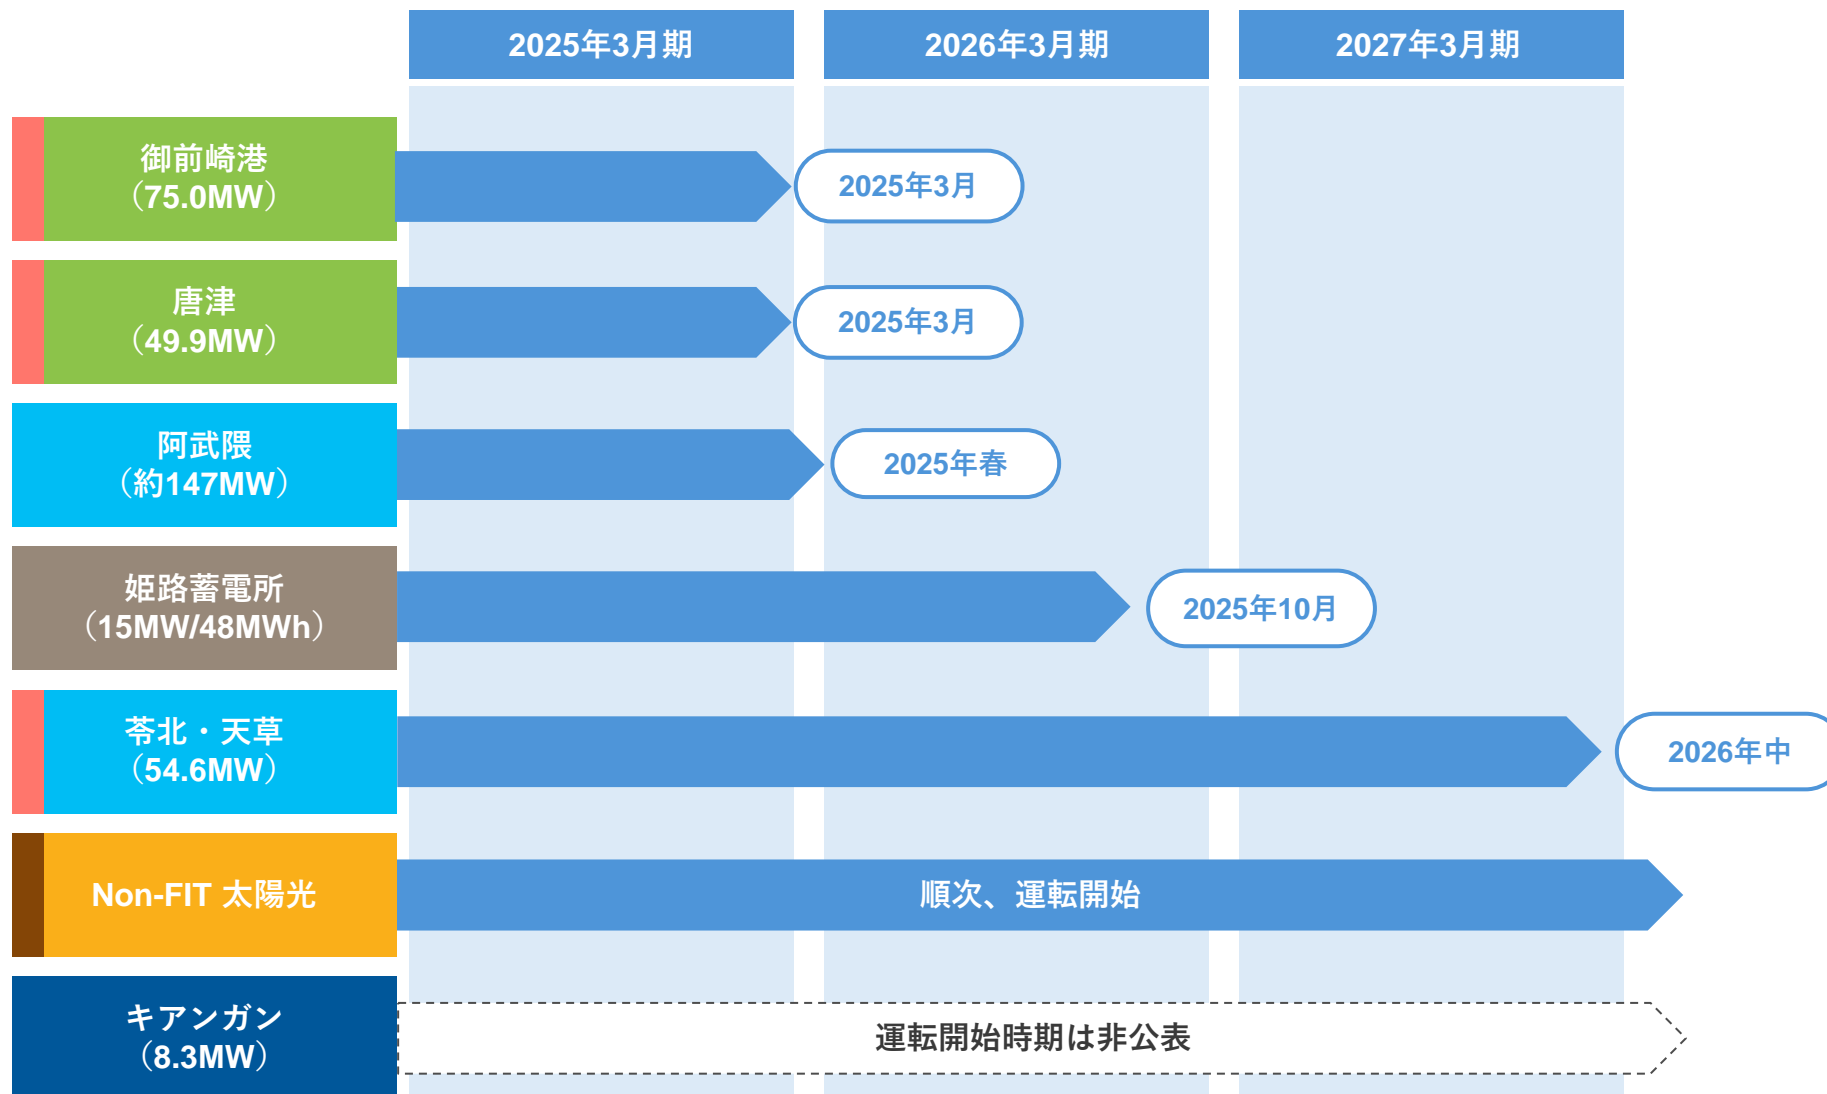 2025年3月期
2026年3月期
2027年3月期
御前崎港
（75.0MW）
2025年3月
唐津
（49.9MW）
2025年3月
阿武隈
（約147MW）
2025年春
姫路蓄電所
（15MW/48MWh）
2025年10月
苓北・天草
（54.6MW）
2026年中
Non-FIT 太陽光
順次、運転開始
キアンガン
（8.3MW）
運転開始時期は非公表